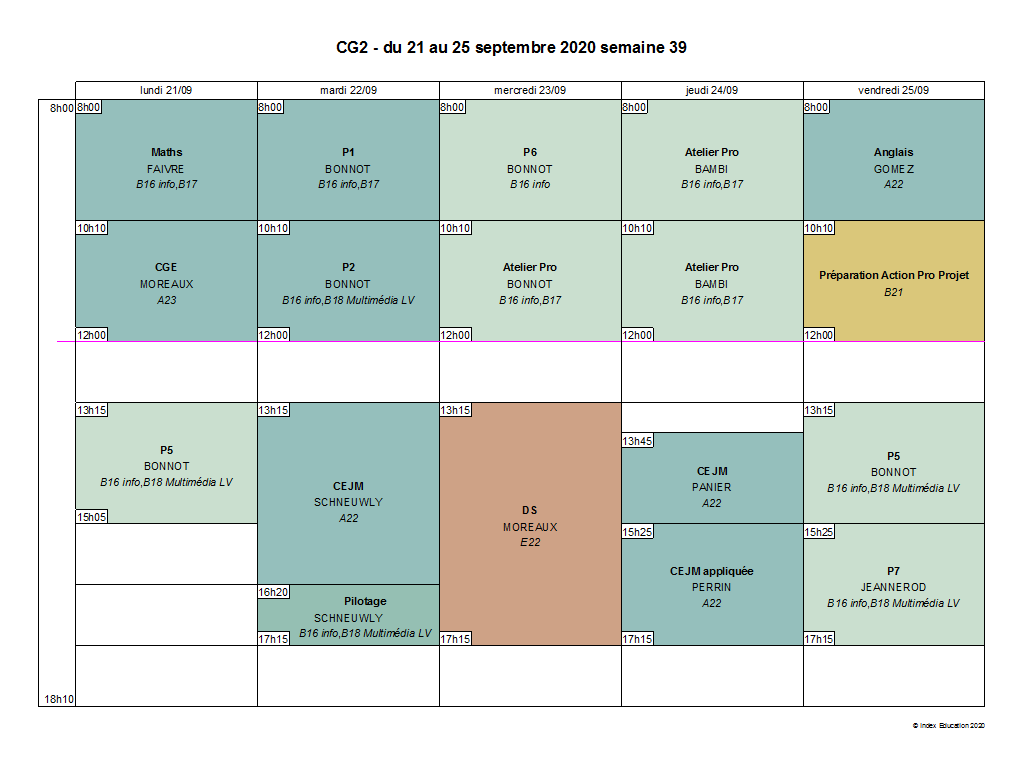 CG2 - du 21 au 25 septembre 2020 semaine 39
lundi 21/09
mardi 22/09
mercredi 23/09
jeudi 24/09
vendredi 25/09
8h00
8h00
Maths
FAIVRE
B16 info,B17
8h00
P1
BONNOT
B16 info,B17
8h00
P6
BONNOT
B16 info
8h00
Atelier Pro
BAMBI
B16 info,B17
8h00
Anglais
GOMEZ
A22
10h10
CGE
MOREAUX
A23
12h00
10h10
P2
BONNOT
B16 info,B18 Multimédia LV
12h00
10h10
Atelier Pro
BONNOT
B16 info,B17
12h00
10h10
Atelier Pro
BAMBI
B16 info,B17
12h00
10h10
Préparation Action Pro Projet
B21
12h00
13h15
P5
BONNOT
B16 info,B18 Multimédia LV
15h05
13h15
CEJM
SCHNEUWLY
A22
16h20
Pilotage
SCHNEUWLY
B16 info,B18 Multimédia LV
17h15
13h15
DS
MOREAUX
E22
17h15
13h45
CEJM
PANIER
A22
15h25
CEJM appliquée
PERRIN
A22
17h15
13h15
P5
BONNOT
B16 info,B18 Multimédia LV
15h25
P7
JEANNEROD
B16 info,B18 Multimédia LV
17h15
18h10
© Index Education 2020